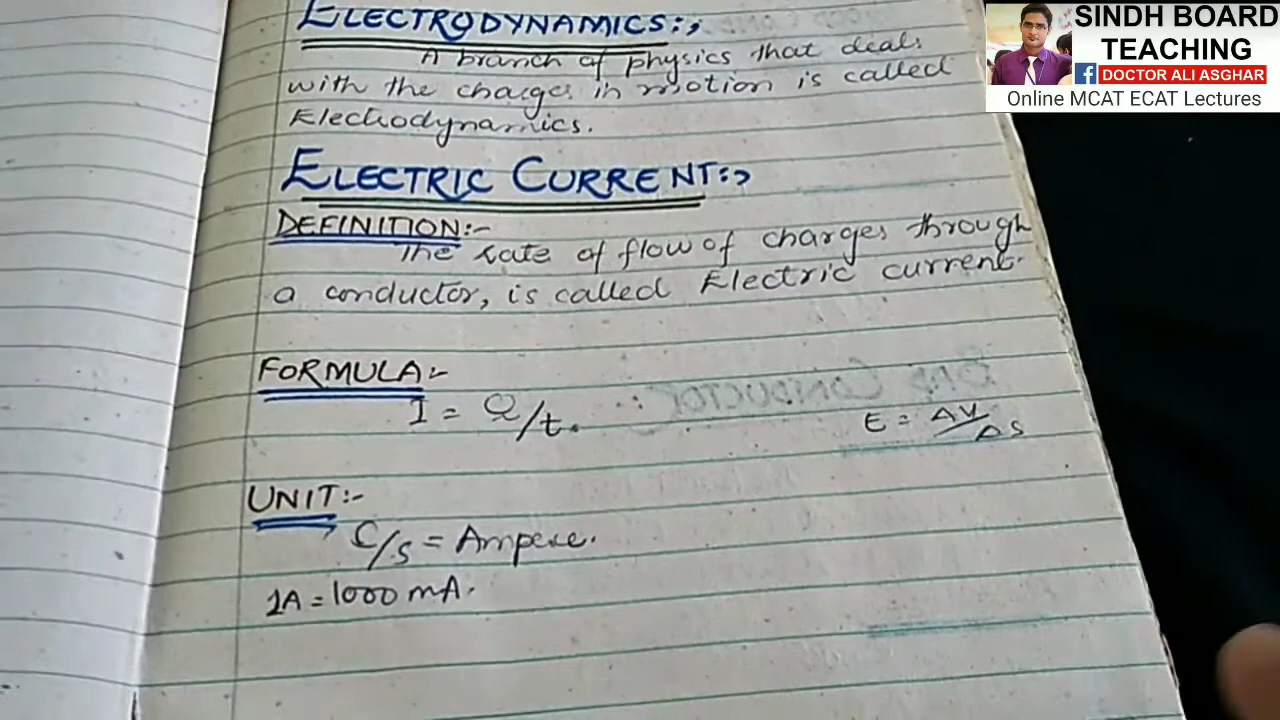 ELECTRODYNAMICS:,
A branch of physics that deals
with the charges in motion is called
Electrodynamics.
ELECTRIC CURRENT:,
DEFINITION:-
The rate of flow of charges through
a conductor, is called Electric current.
FORMULA:-
I = Q/t.
E = ΔV/ΔS
UNIT:-
C/S = Ampere.
1A = 1000 mA.
SINDH BOARD
TEACHING
f DOCTOR ALI ASGHAR
Online MCAT ECAT Lectures